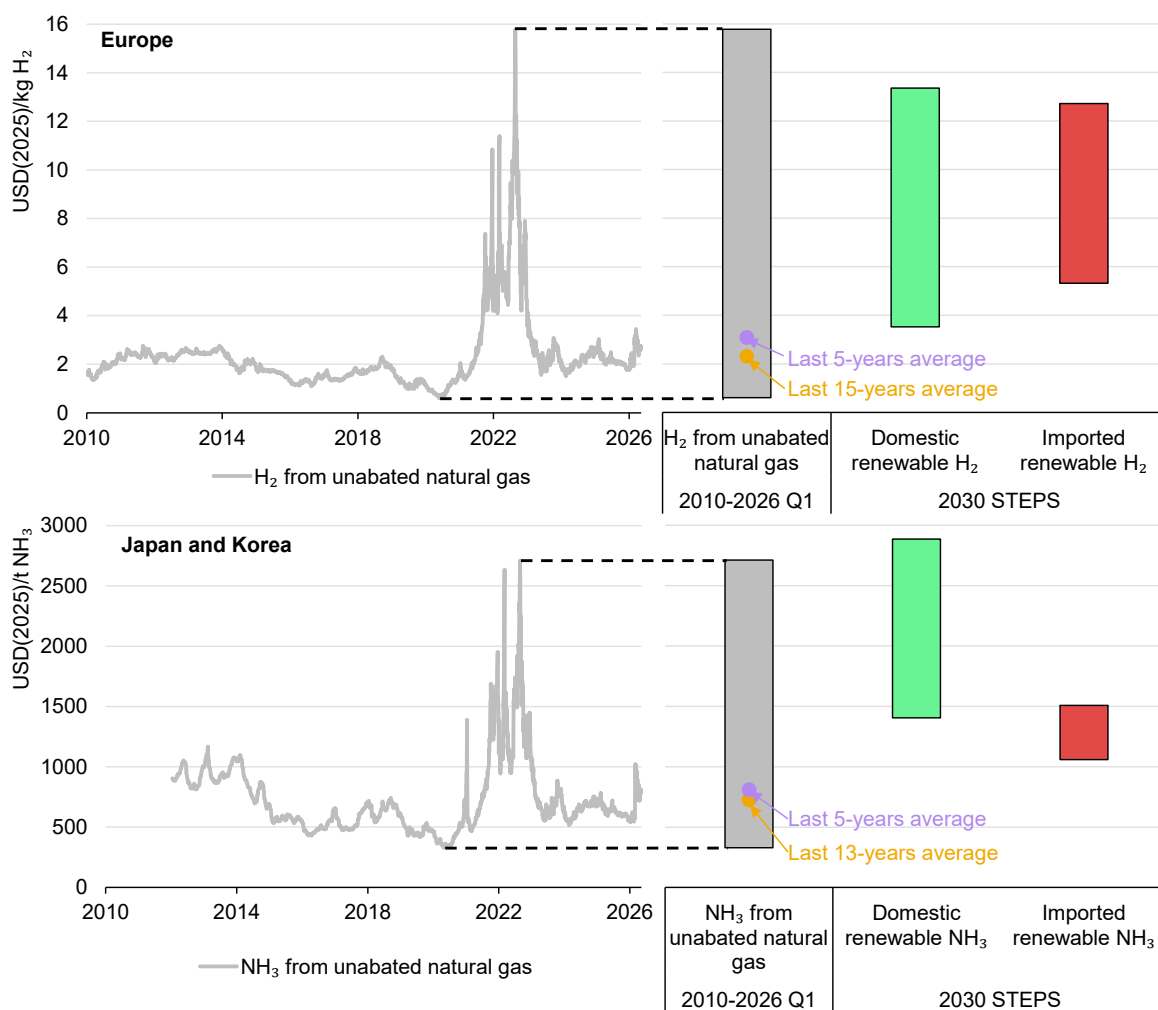 Europe
USD(2025)/kg H₂
16
14
12
10
8
6
4
2
0
2010 2014 2018 2022 2026
H₂ from unabated natural gas
Last 5-years average
Last 15-years average
H₂ from unabated natural gas
Domestic renewable H₂
Imported renewable H₂
2010-2026 Q1
2030 STEPS
Japan and Korea
USD(2025)/t NH₃
3000
2500
2000
1500
1000
500
0
2010 2014 2018 2022 2026
NH₃ from unabated natural gas
Last 5-years average
Last 13-years average
NH₃ from unabated natural gas
Domestic renewable NH₃
Imported renewable NH₃
2010-2026 Q1
2030 STEPS